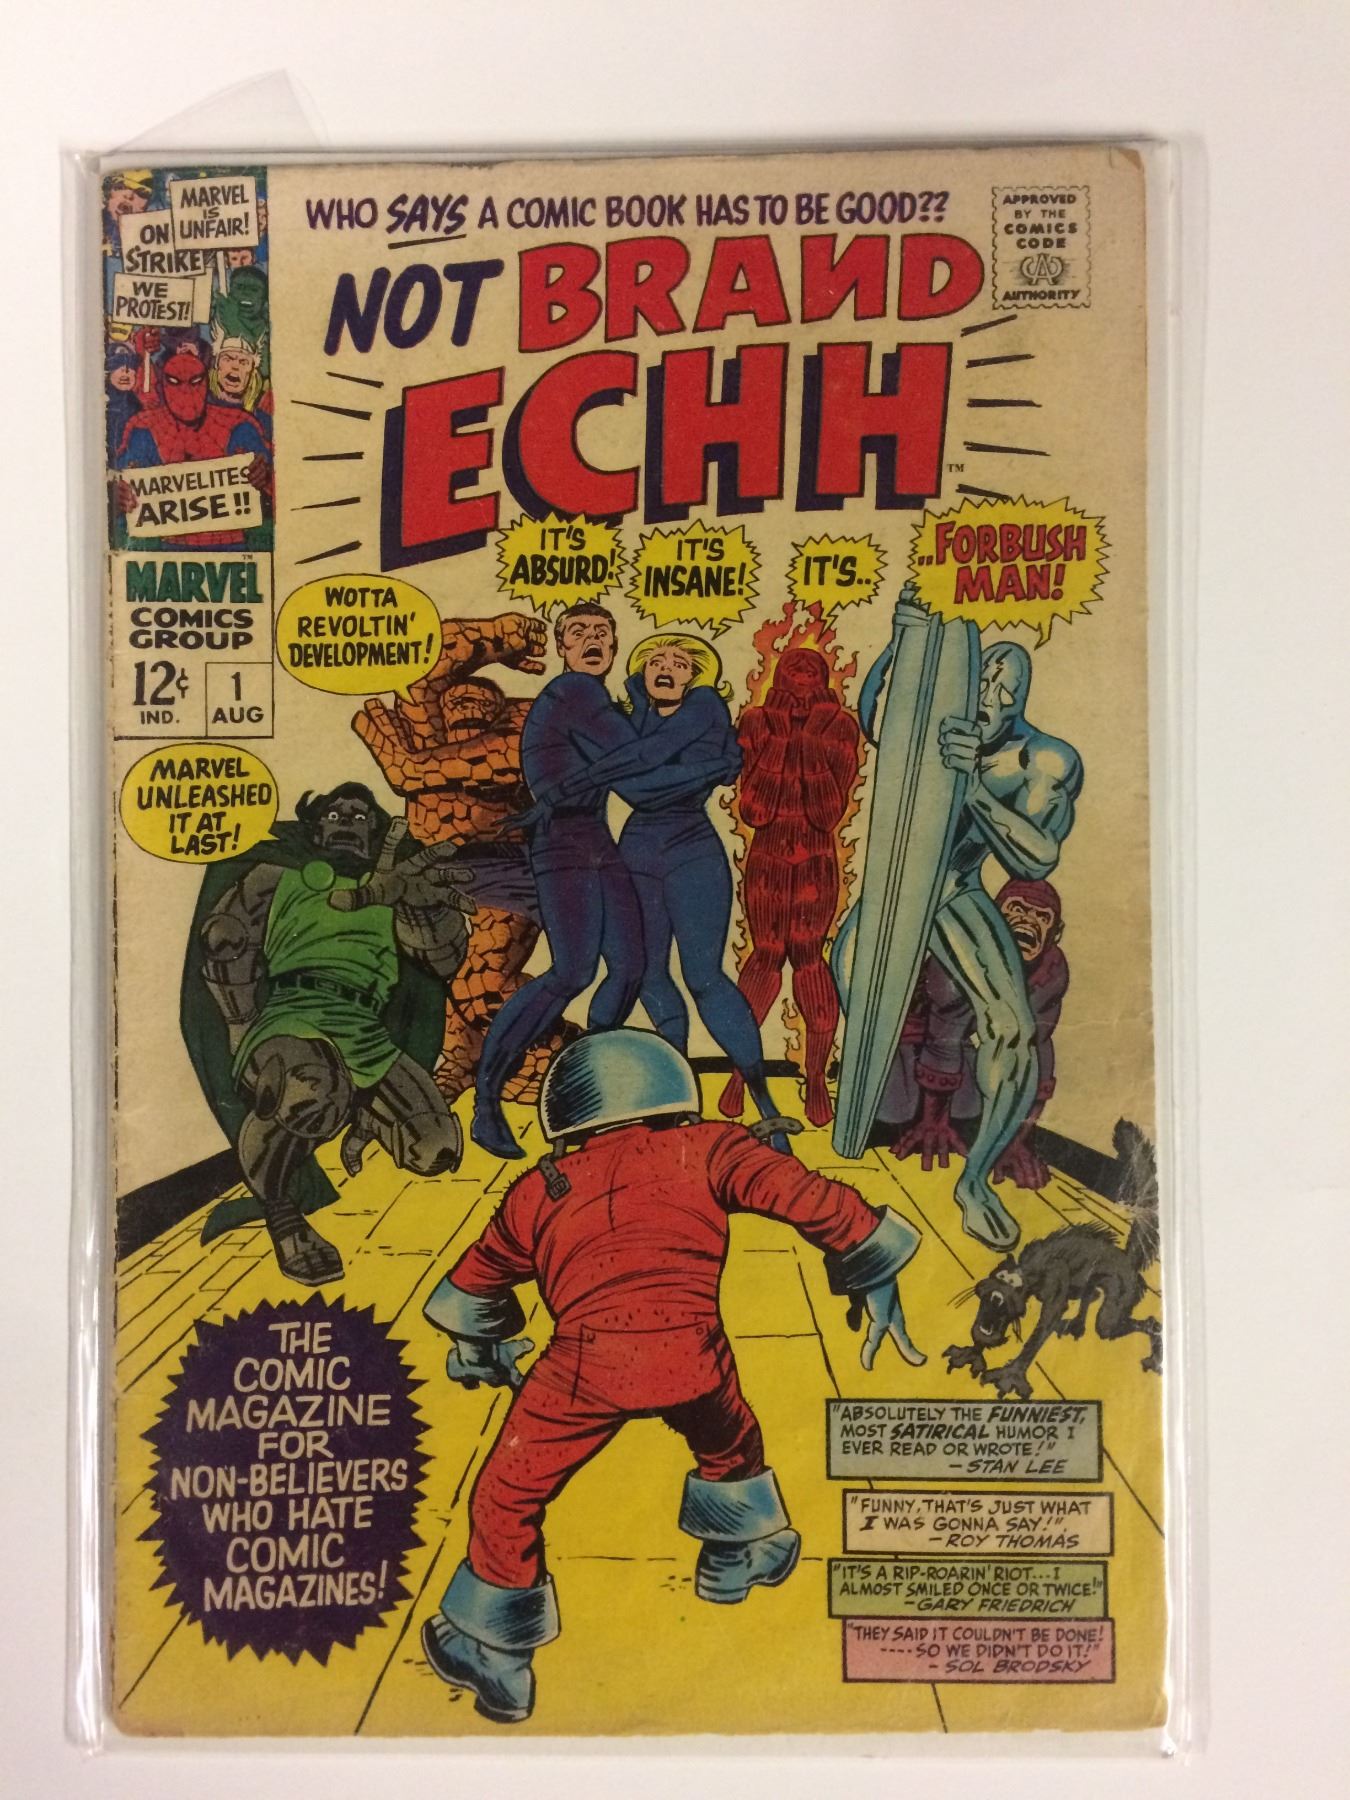 MARVEL
IS
UNFAIR!
ON
STRIKE
WE
PROTEST!
MARVELITES
ARISE!!
MARVEL™
COMICS
GROUP
12¢
IND.
1
AUG
WHO SAYS A COMIC BOOK HAS TO BE GOOD??
NOT BRAND
ECHH™
APPROVED
BY THE
COMICS
CODE
CA
AUTHORITY
MARVEL
UNLEASHED
IT AT
LAST!
WOTTA
REVOLTIN'
DEVELOPMENT!
IT'S
ABSURD!
IT'S
INSANE!
IT'S..
..FORBUSH
MAN!
THE
COMIC
MAGAZINE
FOR
NON-BELIEVERS
WHO HATE
COMIC
MAGAZINES!
"ABSOLUTELY THE FUNNIEST,
MOST SATIRICAL HUMOR I
EVER READ OR WROTE!"
—STAN LEE
"FUNNY, THAT'S JUST WHAT
I WAS GONNA SAY!"
—ROY THOMAS
"IT'S A RIP-ROARIN' RIOT...I
ALMOST SMILED ONCE OR TWICE!"
—GARY FRIEDRICH
"THEY SAID IT COULDN'T BE DONE!
----SO WE DIDN'T DO IT!"
- SOL BRODSKY